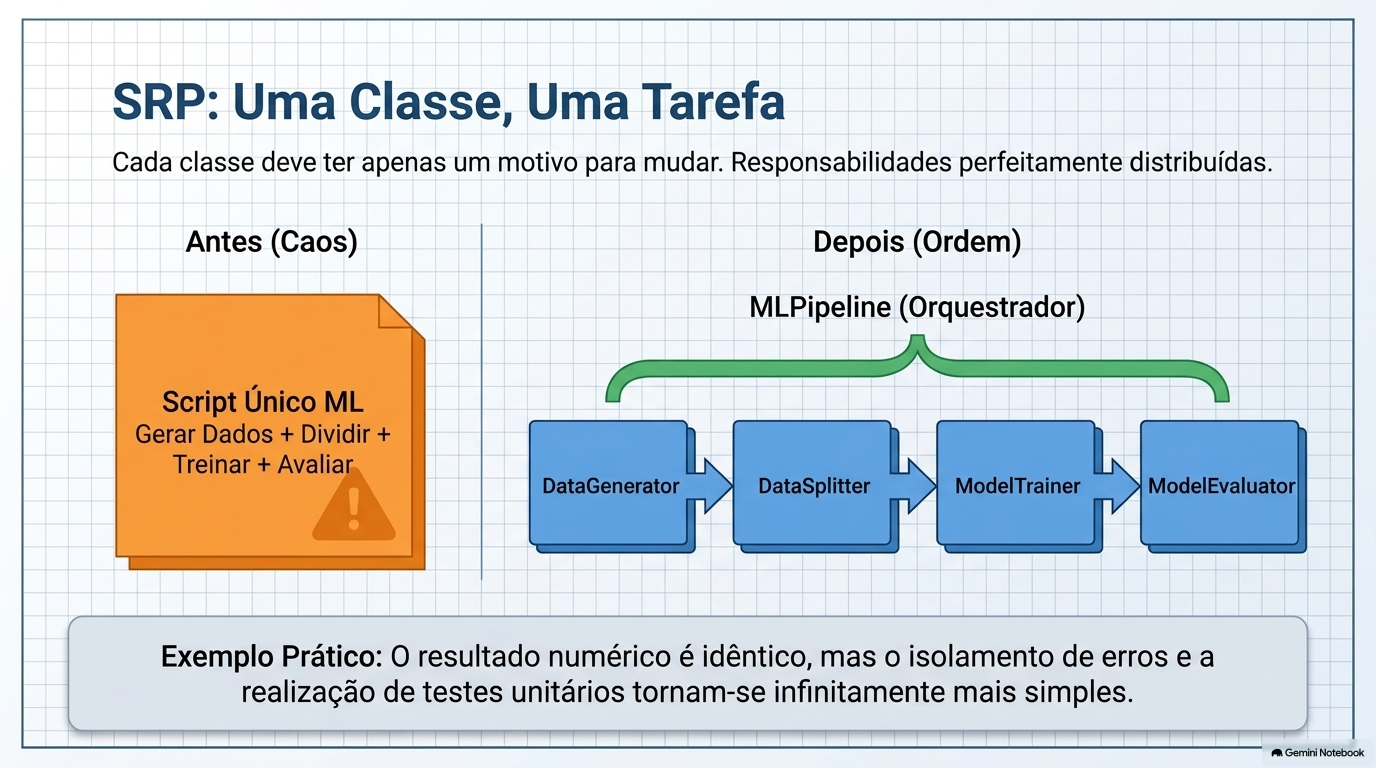 SRP: Uma Classe, Uma Tarefa
Cada classe deve ter apenas um motivo para mudar. Responsabilidades perfeitamente distribuídas.
Antes (Caos)
Script Único ML
Gerar Dados + Dividir +
Treinar + Avaliar
Depois (Ordem)
MLPipeline (Orquestrador)
DataGenerator
DataSplitter
ModelTrainer
ModelEvaluator
Exemplo Prático: O resultado numérico é idêntico, mas o isolamento de erros e a
realização de testes unitários tornam-se infinitamente mais simples.
Gemini Notebook